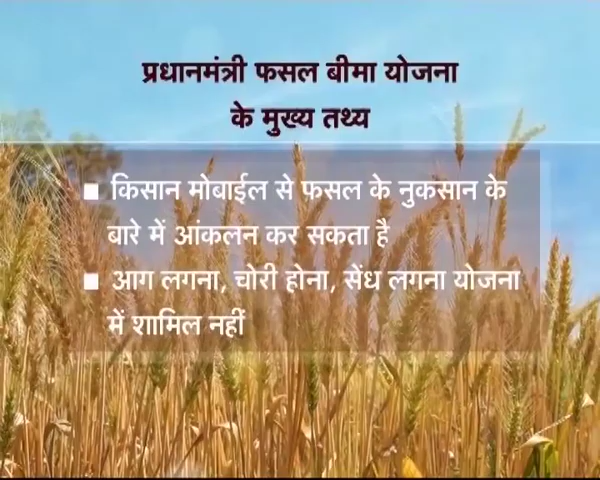 प्रधानमंत्री फसल बीमा योजना
के मुख्य तथ्य
■ किसान मोबाईल से फसल के नुकसान के
बारे में आंकलन कर सकता है
■ आग लगना, चोरी होना, सेंध लगना योजना
में शामिल नहीं